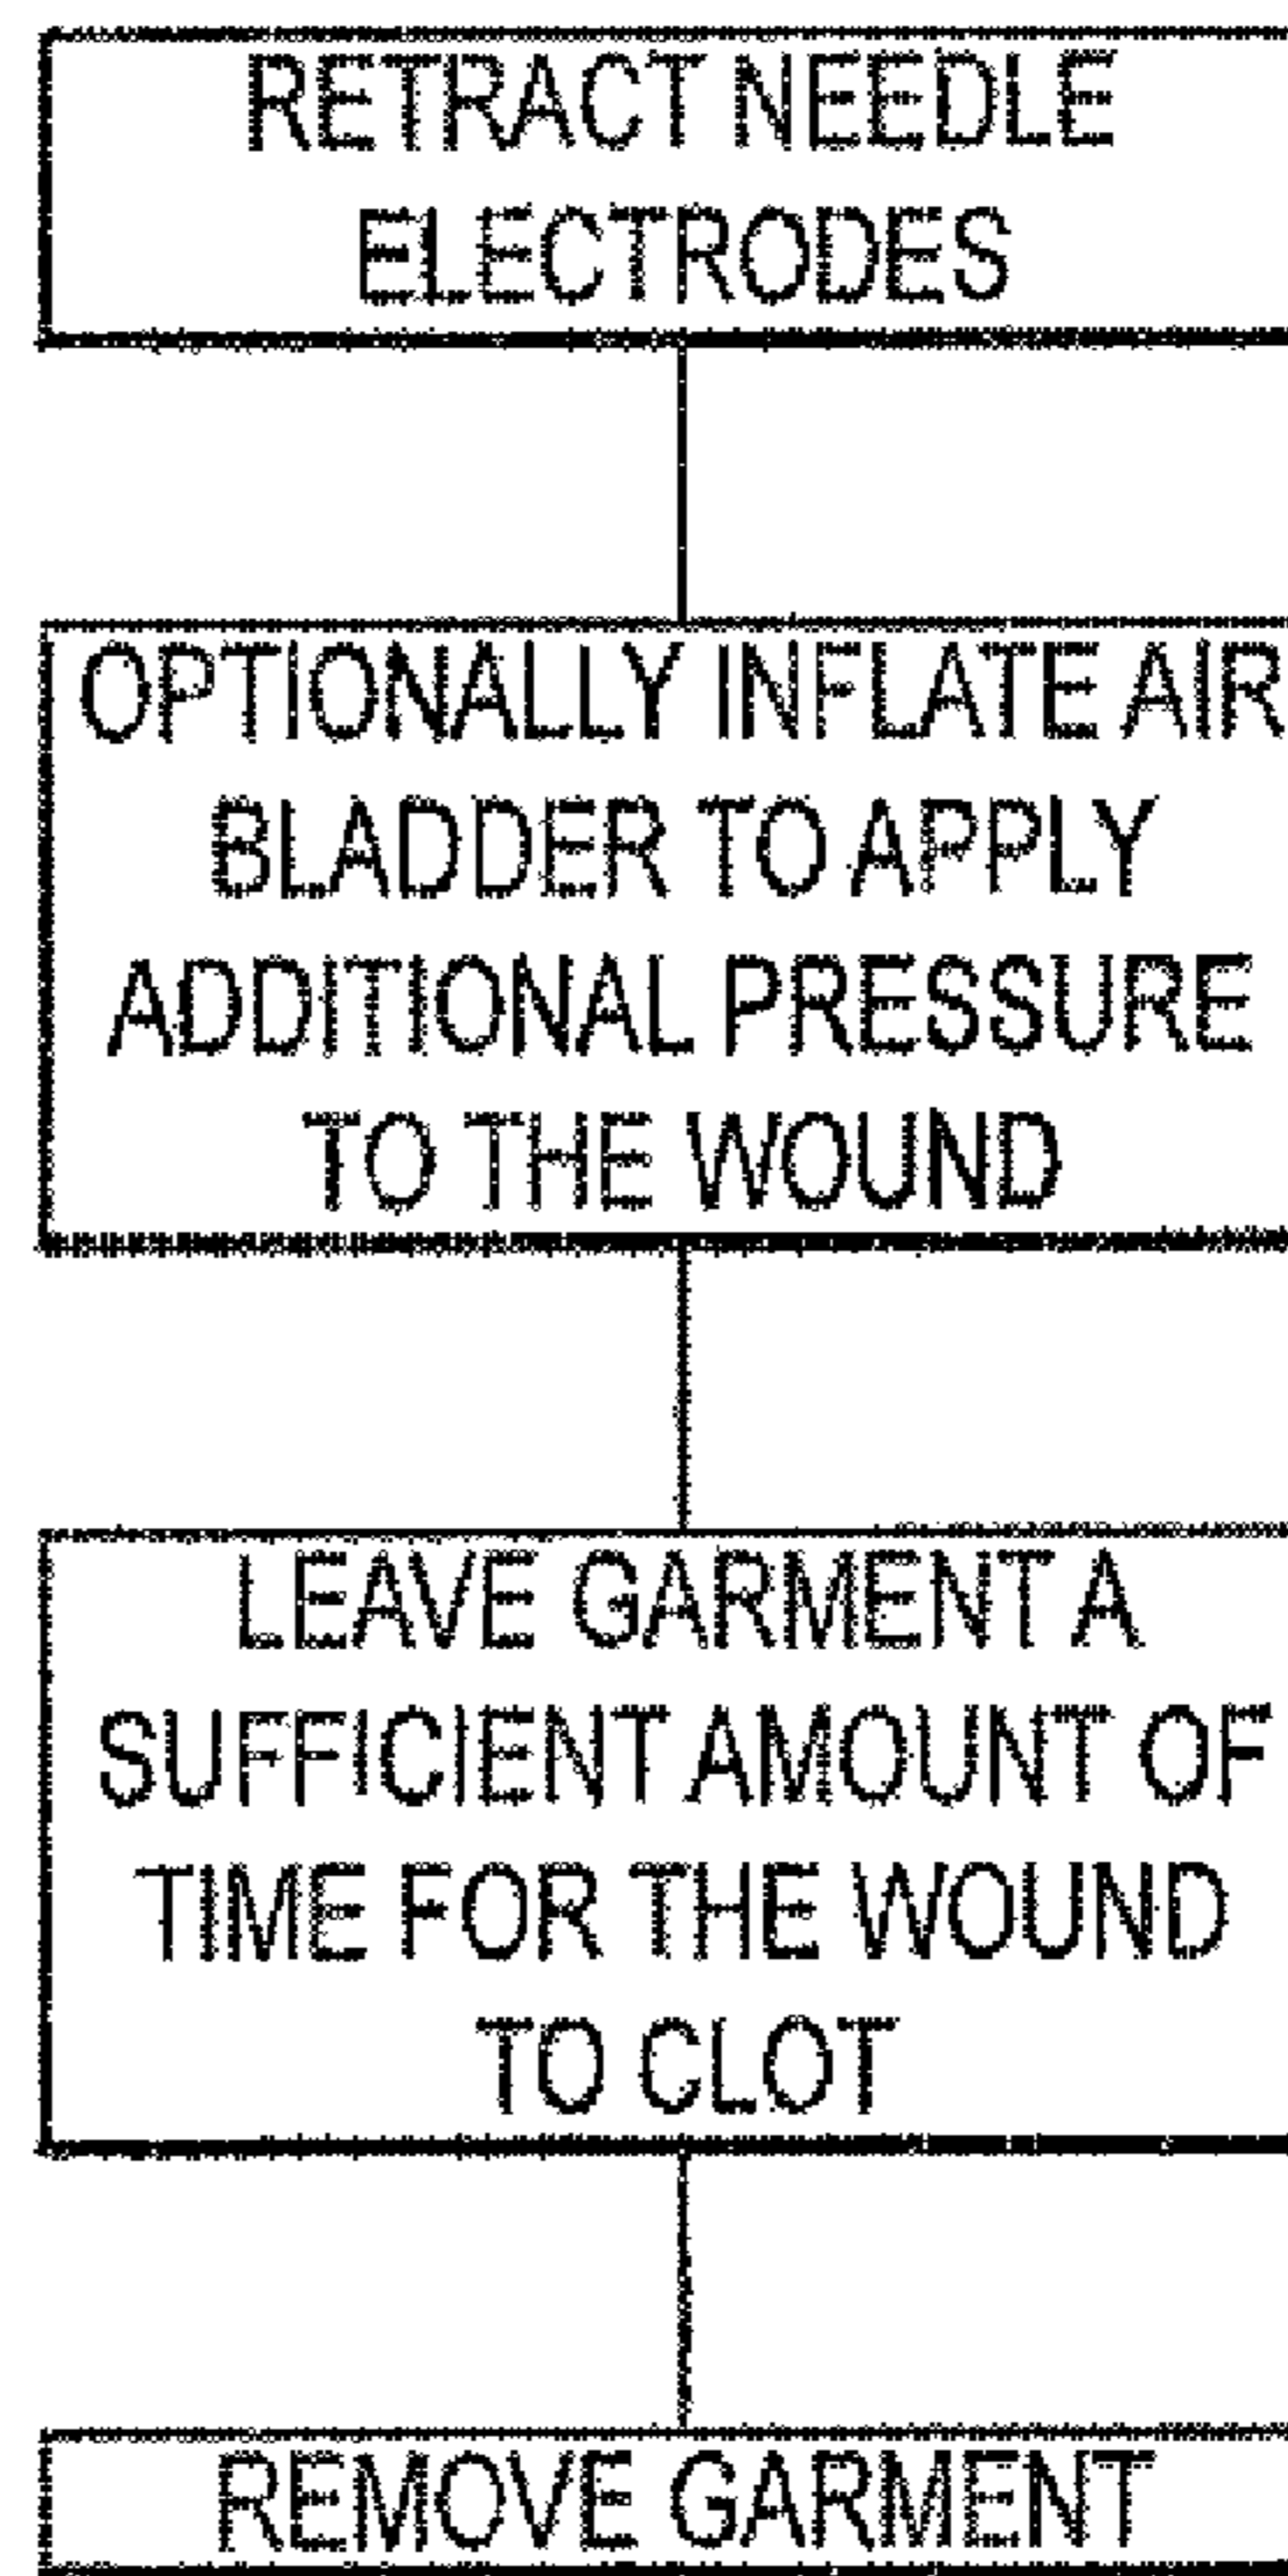 RETRACT NEEDLE
ELECTRODES
OPTIONALLY INFLATE AIR
BLADDER TO APPLY
ADDITIONAL PRESSURE
TO THE WOUND
LEAVE GARMENT A
SUFFICIENT AMOUNT OF
TIME FOR THE WOUND
TO CLOT
REMOVE GARMENT